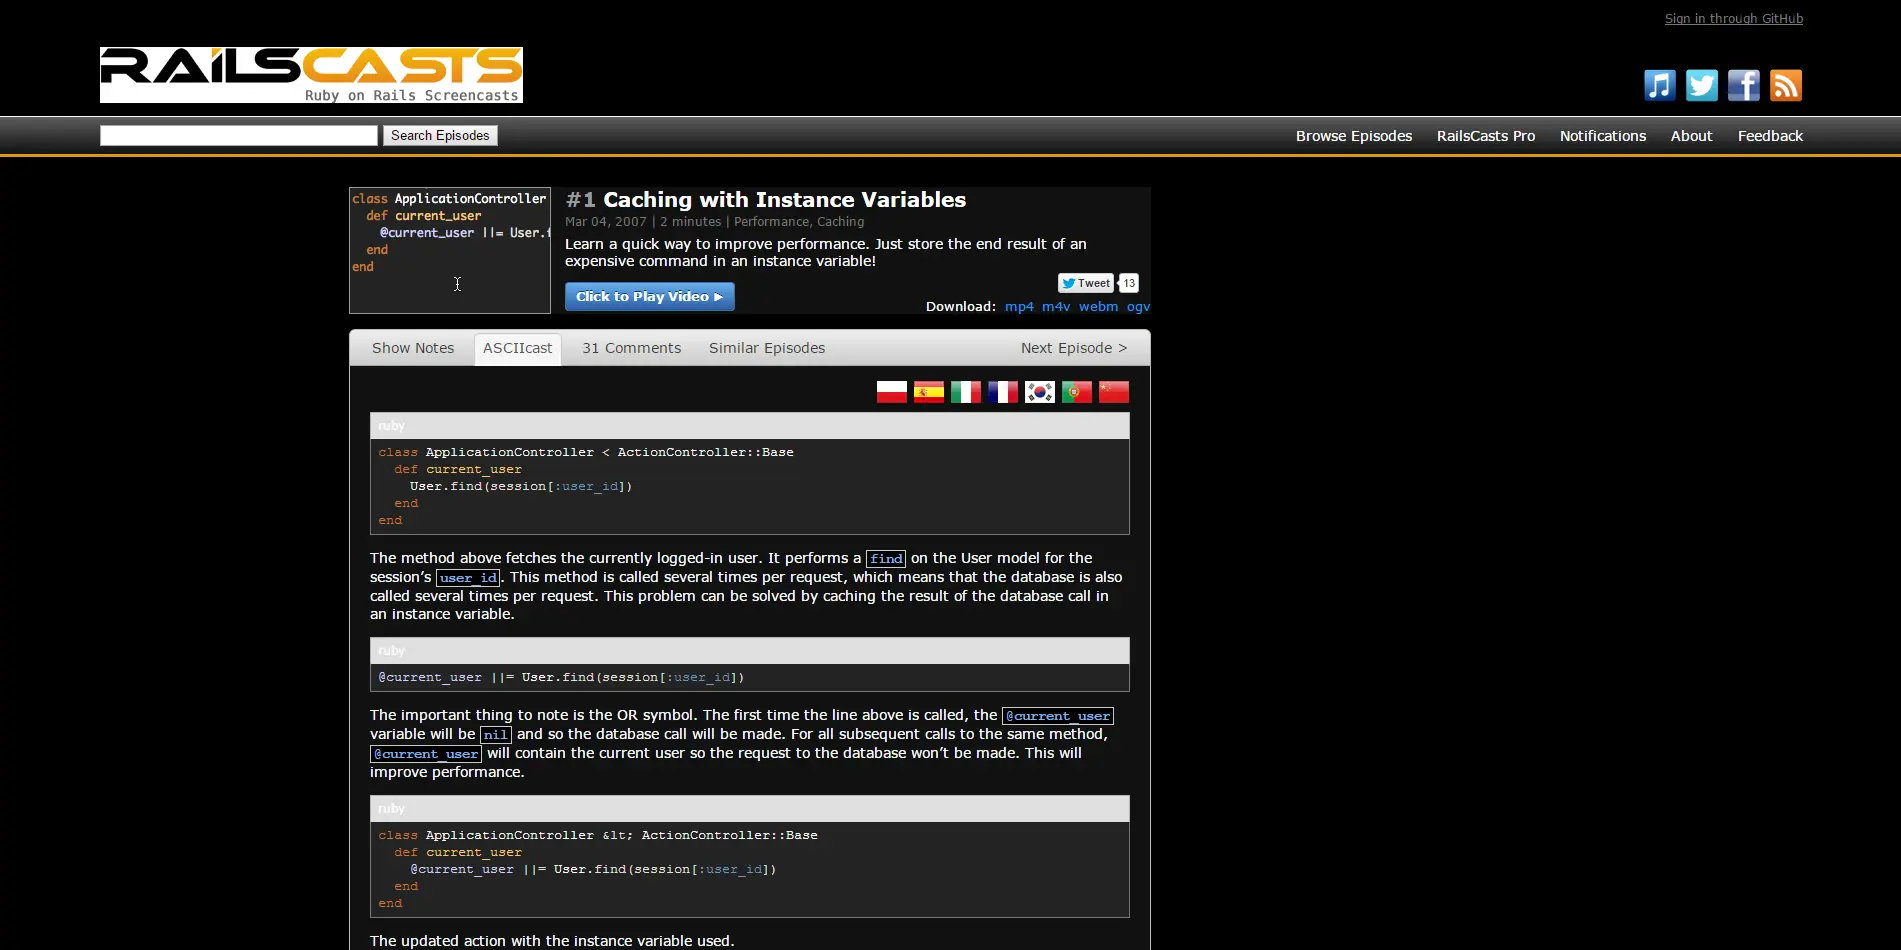 Sign in through GitHub
RAILSCASTS
Ruby on Rails Screencasts
Search Episodes
Browse Episodes RailsCasts Pro Notifications About Feedback
class ApplicationController
def current_user
@current_user ||= User.f
end
end
#1 Caching with Instance Variables
Mar 04, 2007 | 2 minutes | Performance, Caching
Learn a quick way to improve performance. Just store the end result of an
expensive command in an instance variable!
Click to Play Video ►
Tweet 13
Download: mp4 m4v webm ogv
Show Notes ASCIIcast 31 Comments Similar Episodes Next Episode >
ruby
class ApplicationController < ActionController::Base
def current_user
User.find(session[:user_id])
end
end
The method above fetches the currently logged-in user. It performs a find on the User model for the
session’s user_id. This method is called several times per request, which means that the database is also
called several times per request. This problem can be solved by caching the result of the database call in
an instance variable.
ruby
@current_user ||= User.find(session[:user_id])
The important thing to note is the OR symbol. The first time the line above is called, the @current_user
variable will be nil and so the database call will be made. For all subsequent calls to the same method,
@current_user will contain the current user so the request to the database won’t be made. This will
improve performance.
ruby
class ApplicationController &lt; ActionController::Base
def current_user
@current_user ||= User.find(session[:user_id])
end
end
The updated action with the instance variable used.